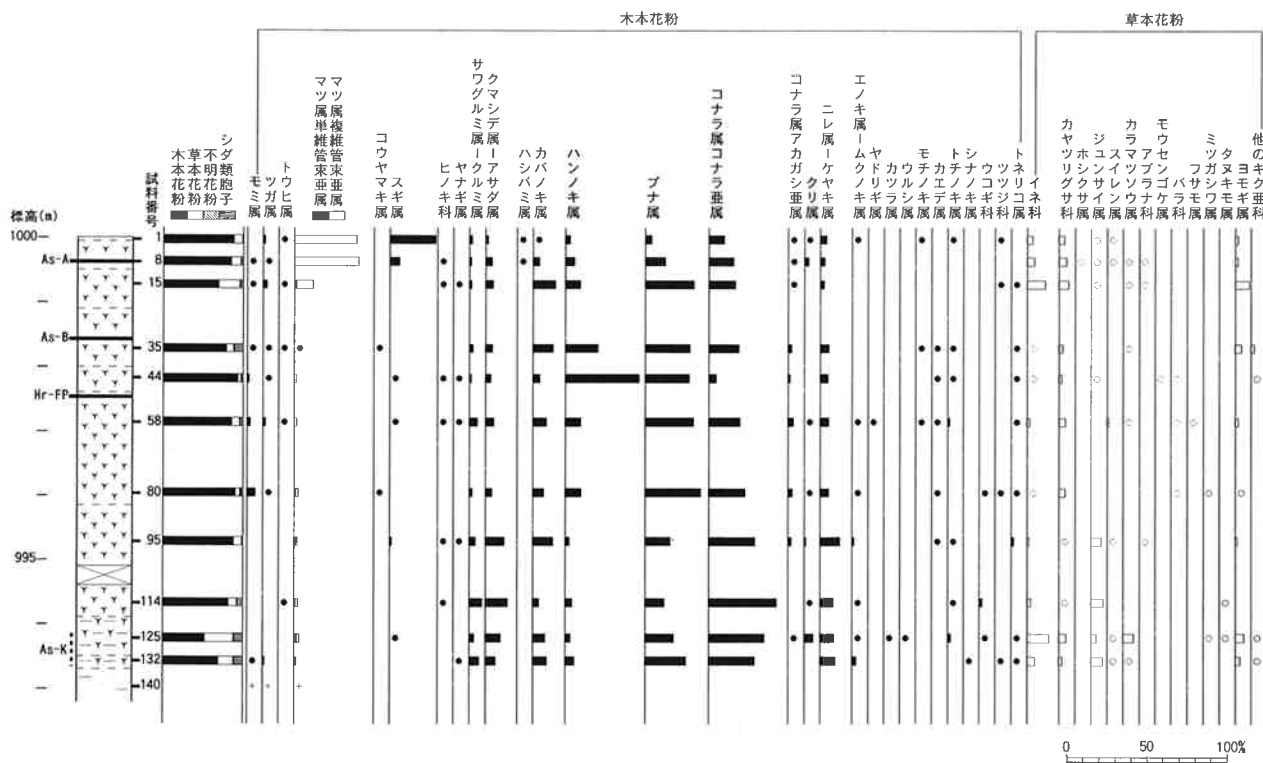 木本花粉
草本花粉
標高(m)
試料番号
木本花粉
草本花粉
不明花粉
シダ類胞子
モミ属
ツガ属
トウヒ属
マツ属単維管束亜属
マツ属複維管束亜属
コウヤマキ属
スギ属
ヒノキ科
ヤナギ属
サワグルミ属ークルミ属
クマシデ属ーアサダ属
ハシバミ属
カバノキ属
ハンノキ属
ブナ属
コナラ属コナラ亜属
コナラ属アカガシ亜属
クリ属
ニレ属ーケヤキ属
エノキ属ームクノキ属
ヤドリギ属
カツラ属
ウルシ属
モチノキ属
カエデ属
トチノキ属
シナノキ属
ウコギ科
ツツジ科
トネリコ属
イネ科
カヤツリグサ科
ホシクサ属
ジュンサイ属
スイレン属
カラマツソウ属
アブラナ科
モウセンゴケ属
バラ科
フサモ属
ミツガシワ属
タヌキモ属
ヨモギ属
他のキク亜科
1000
1
As-A
8
15
As-B
35
44
Hr-FP
58
80
995
95
114
As-K
125
132
140
0 50 100%